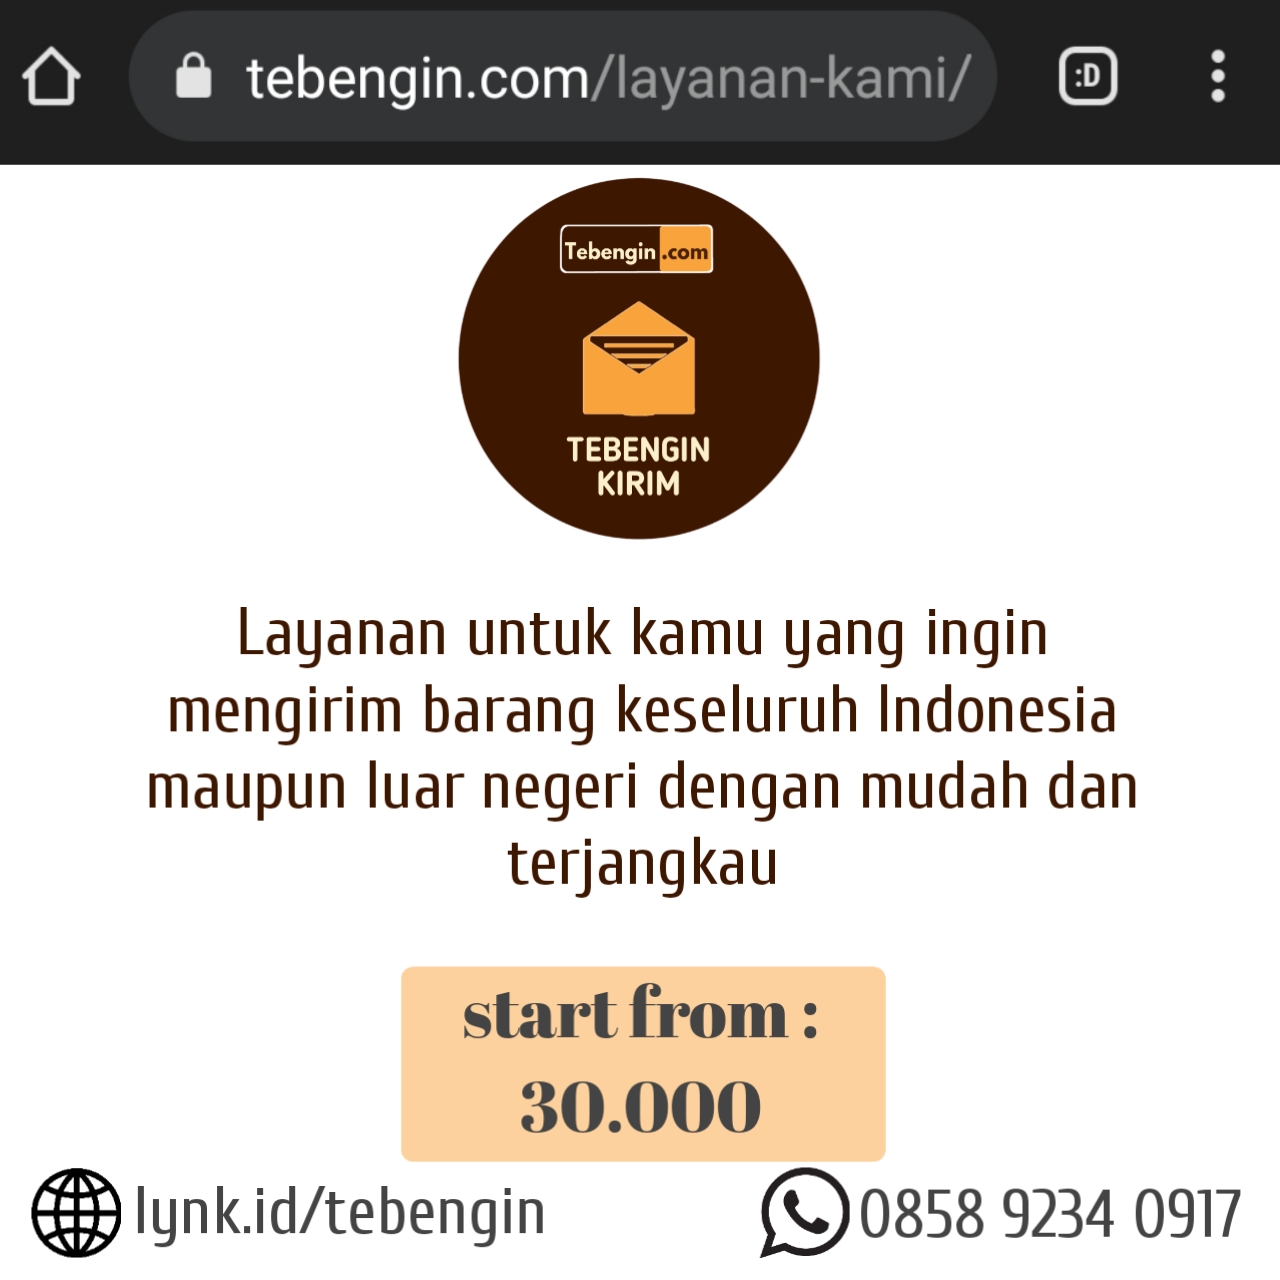 tebengin.com/layanan-kami/
:D
Tebengin.com
TEBENGIN
KIRIM
Layanan untuk kamu yang ingin
mengirim barang keseluruh Indonesia
maupun luar negeri dengan mudah dan
terjangkau
start from :
30.000
lynk.id/tebengin
0858 9234 0917